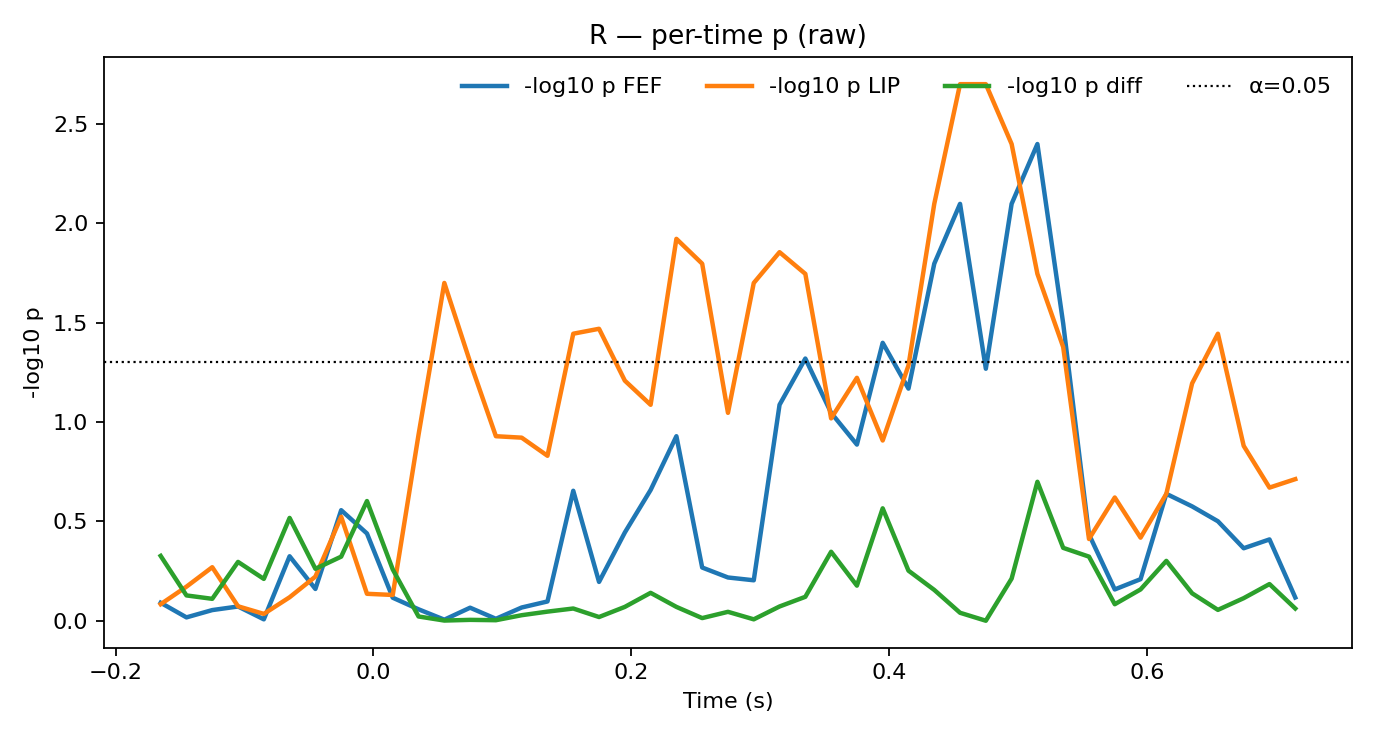 R — per-time p (raw)
-log10 p FEF -log10 p LIP -log10 p diff α=0.05
-log10 p
2.5
2.0
1.5
1.0
0.5
0.0
−0.2 0.0 0.2 0.4 0.6
Time (s)